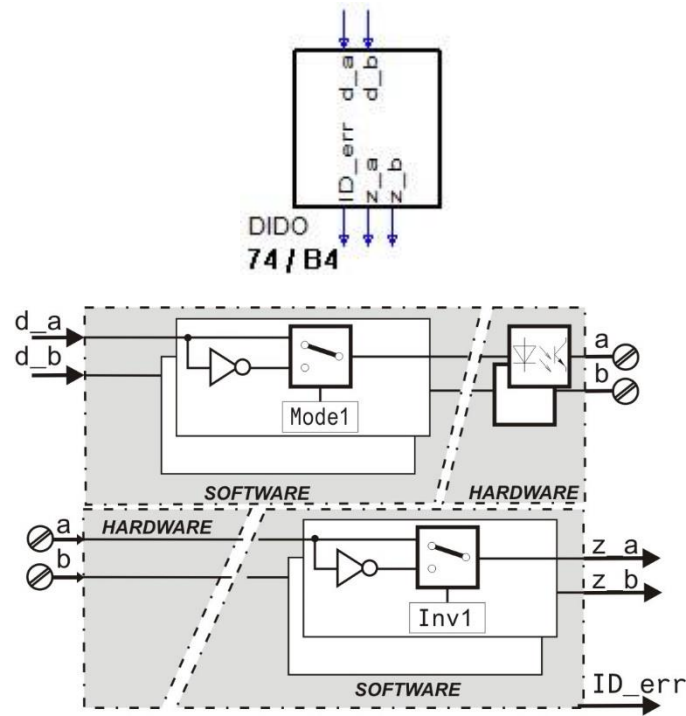 d_a
d_b
ID_err
z_a
z_b
DIDO
74 / B4
d_a
d_b
Mode1
a
b
SOFTWARE
HARDWARE
a
HARDWARE
b
Inv1
z_a
z_b
SOFTWARE
ID_err